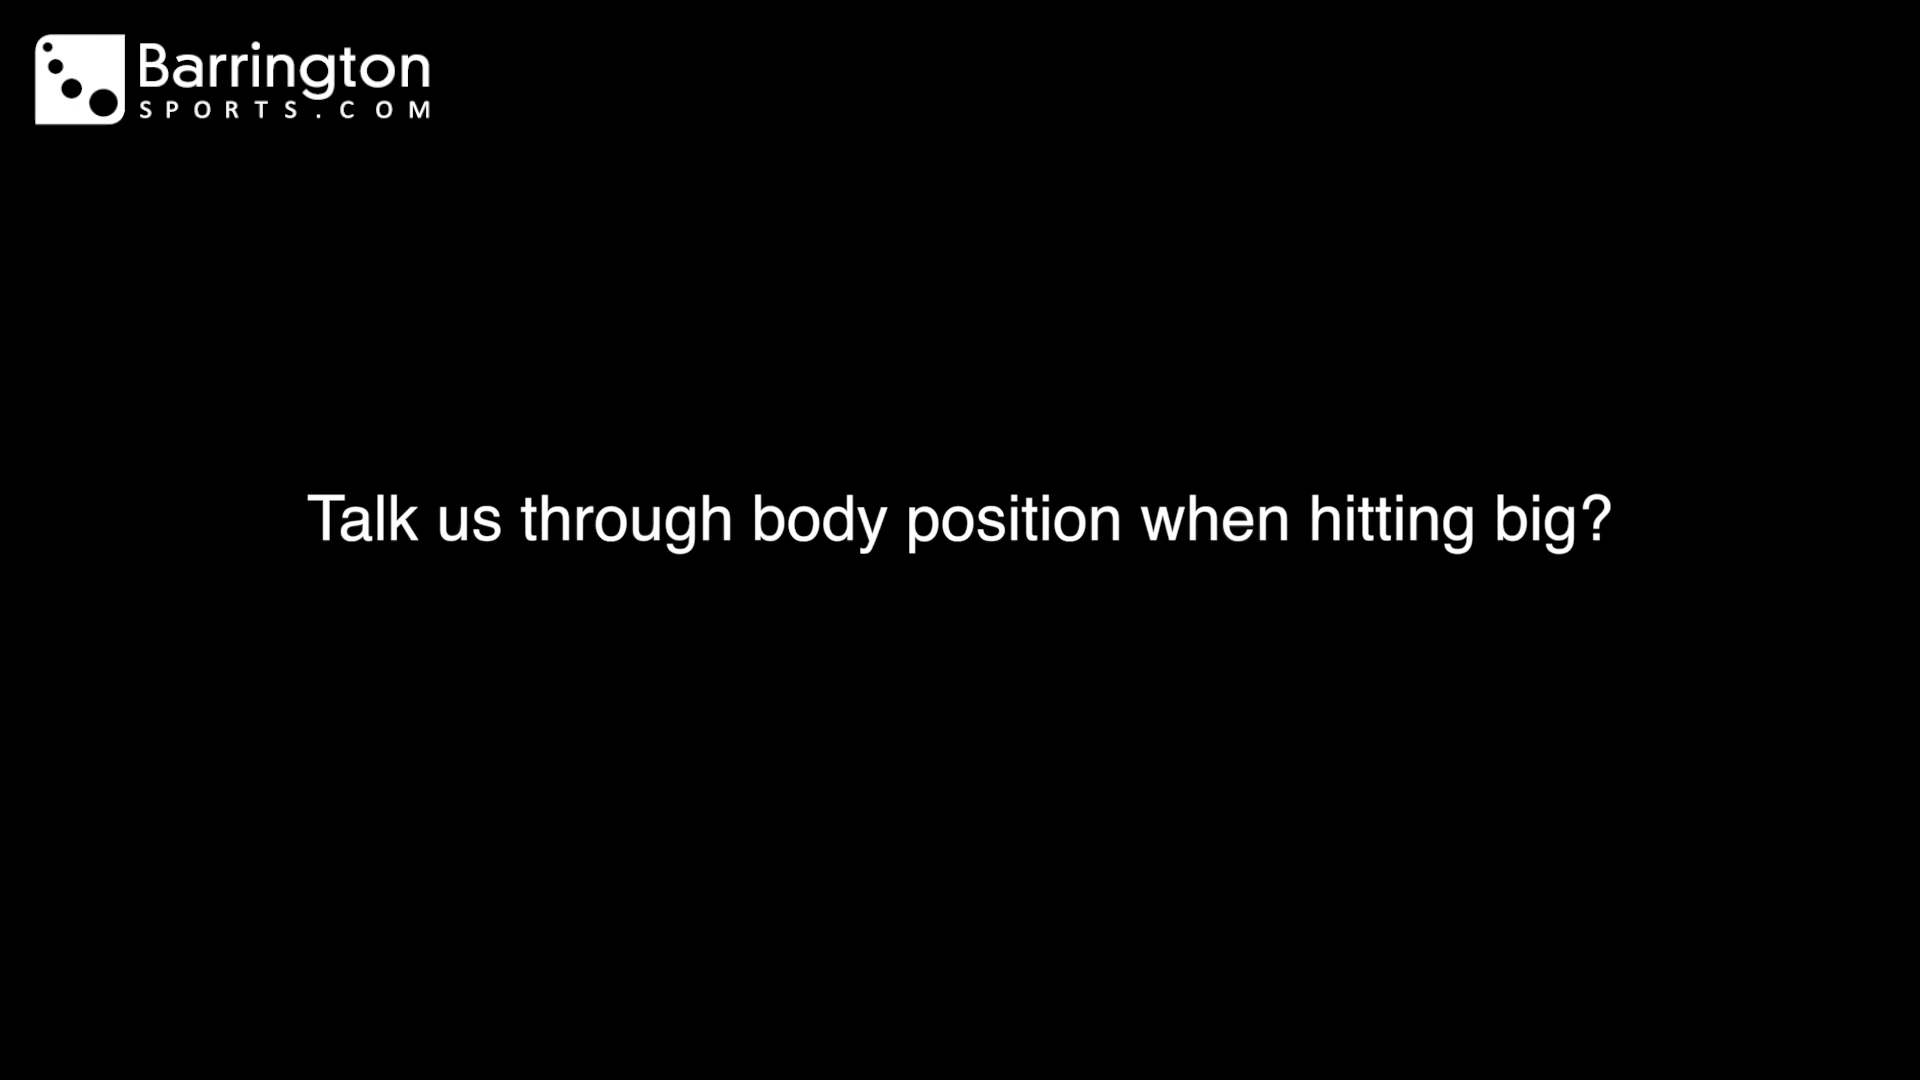 Barrington
SPORTS.COM
Talk us through body position when hitting big?